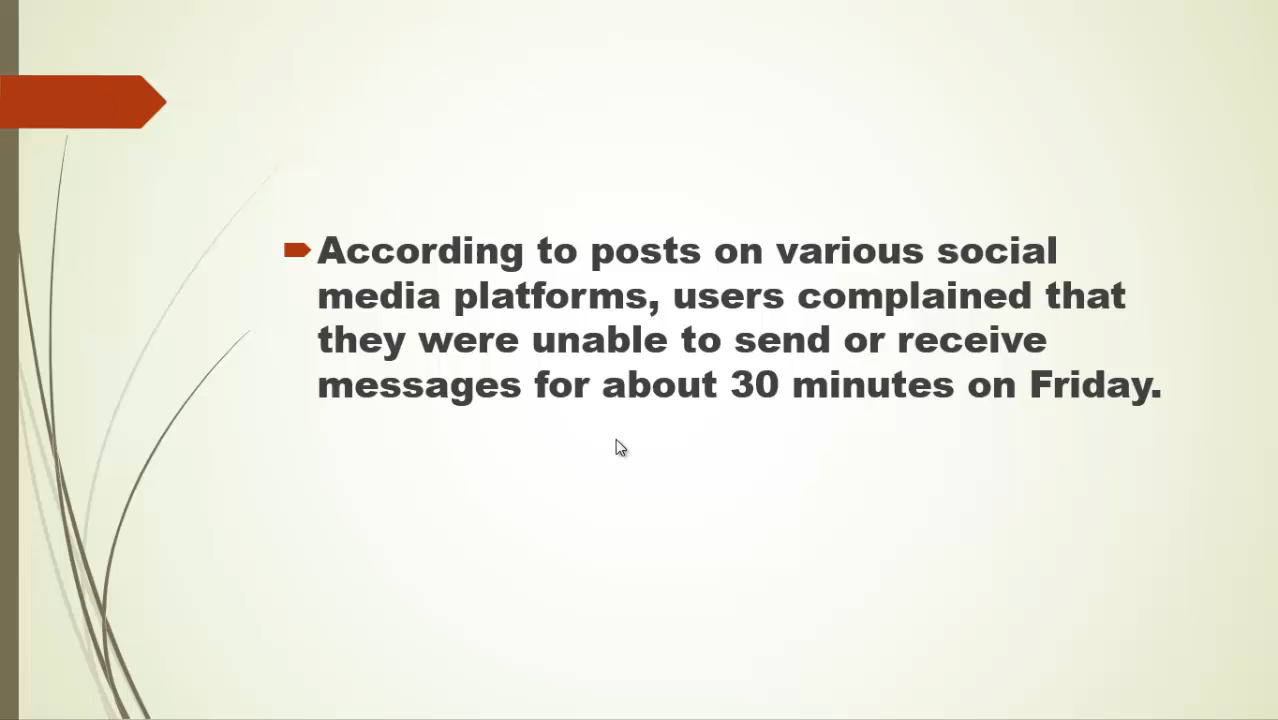 According to posts on various social
media platforms, users complained that
they were unable to send or receive
messages for about 30 minutes on Friday.